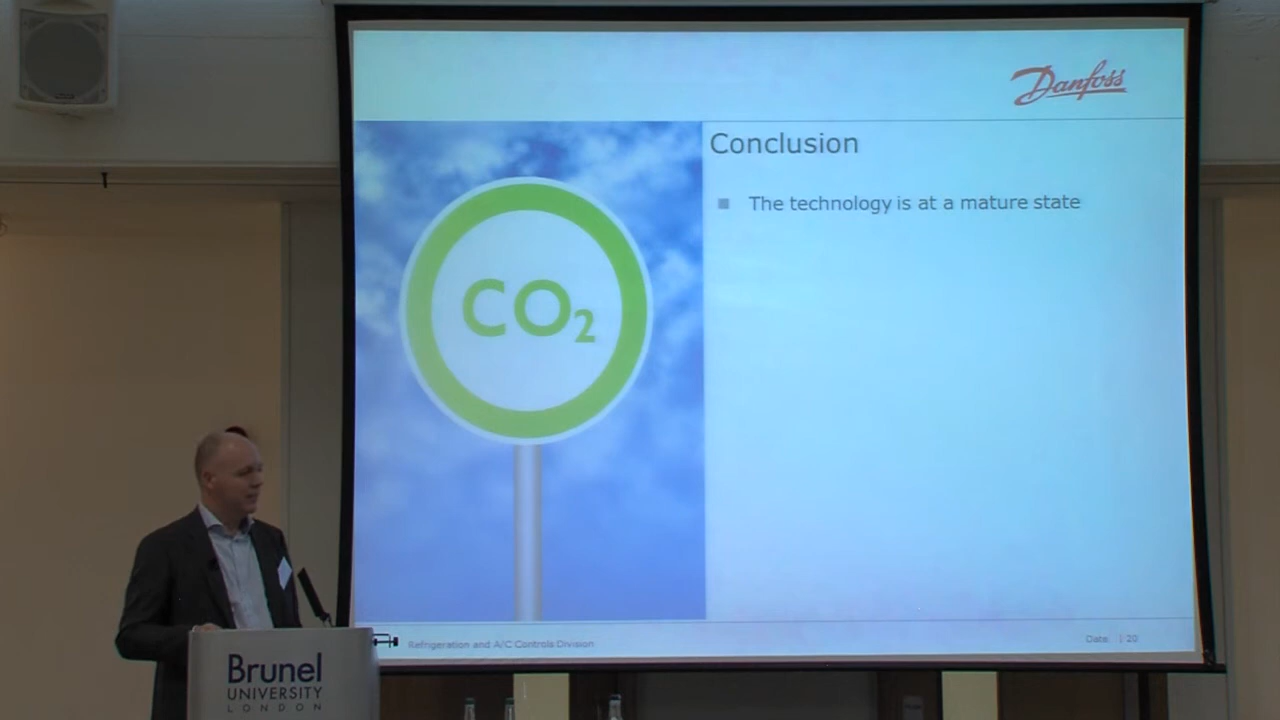 Danfoss
Conclusion
The technology is at a mature state
CO₂
Refrigeration and A/C Controls Division
Date | 20
Brunel
UNIVERSITY
LONDON